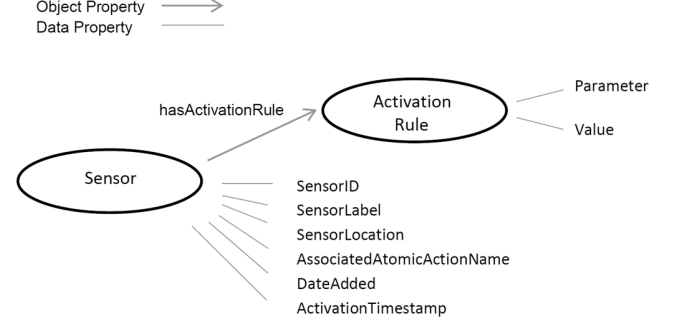 Object Property
Data Property
hasActivationRule
Activation
Rule
Parameter
Value
Sensor
SensorID
SensorLabel
SensorLocation
AssociatedAtomicActionName
DateAdded
ActivationTimestamp